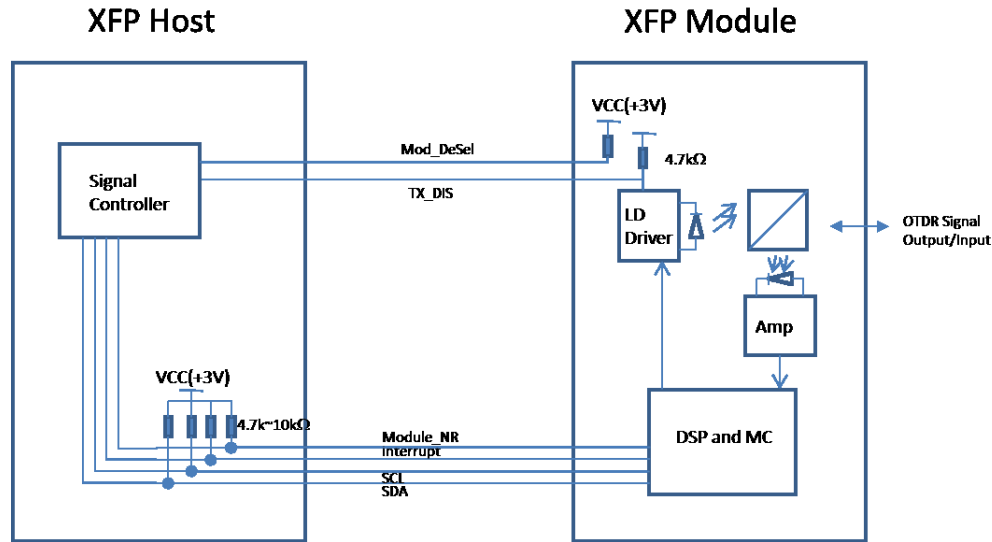 XFP Host
XFP Module
VCC(+3V)
Mod_DeSel
4.7kΩ
Signal
Controller
TX_DIS
LD
Driver
OTDR Signal
Output/Input
Amp
VCC(+3V)
4.7k~10kΩ
Module_NR
Interrupt
DSP and MC
SCL
SDA